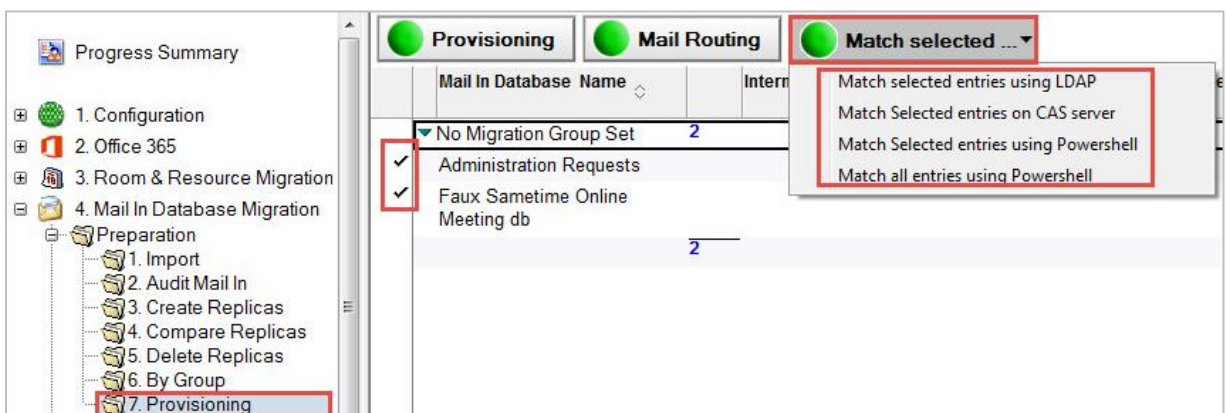 Progress Summary
1. Configuration
2. Office 365
3. Room & Resource Migration
4. Mail In Database Migration
Preparation
1. Import
2. Audit Mail In
3. Create Replicas
4. Compare Replicas
5. Delete Replicas
6. By Group
7. Provisioning
Provisioning Mail Routing Match selected ...
Mail In Database Name Intern
Match selected entries using LDAP
Match Selected entries on CAS server
Match Selected entries using Powershell
Match all entries using Powershell
No Migration Group Set 2
Administration Requests
Faux Sametime Online
Meeting db
2